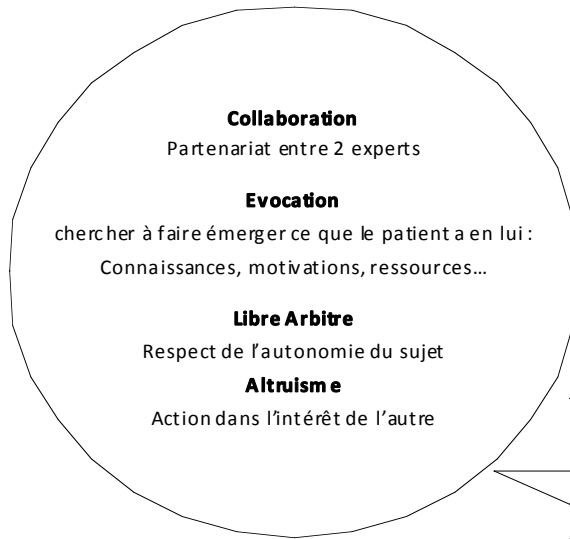 Collaboration
Partenariat entre 2 experts
Evocation
chercher à faire émerger ce que le patient a en lui :
Connaissances, motivations, ressources…
Libre Arbitre
Respect de l’autonomie du sujet
Altruisme
Action dans l’intérêt de l’autre